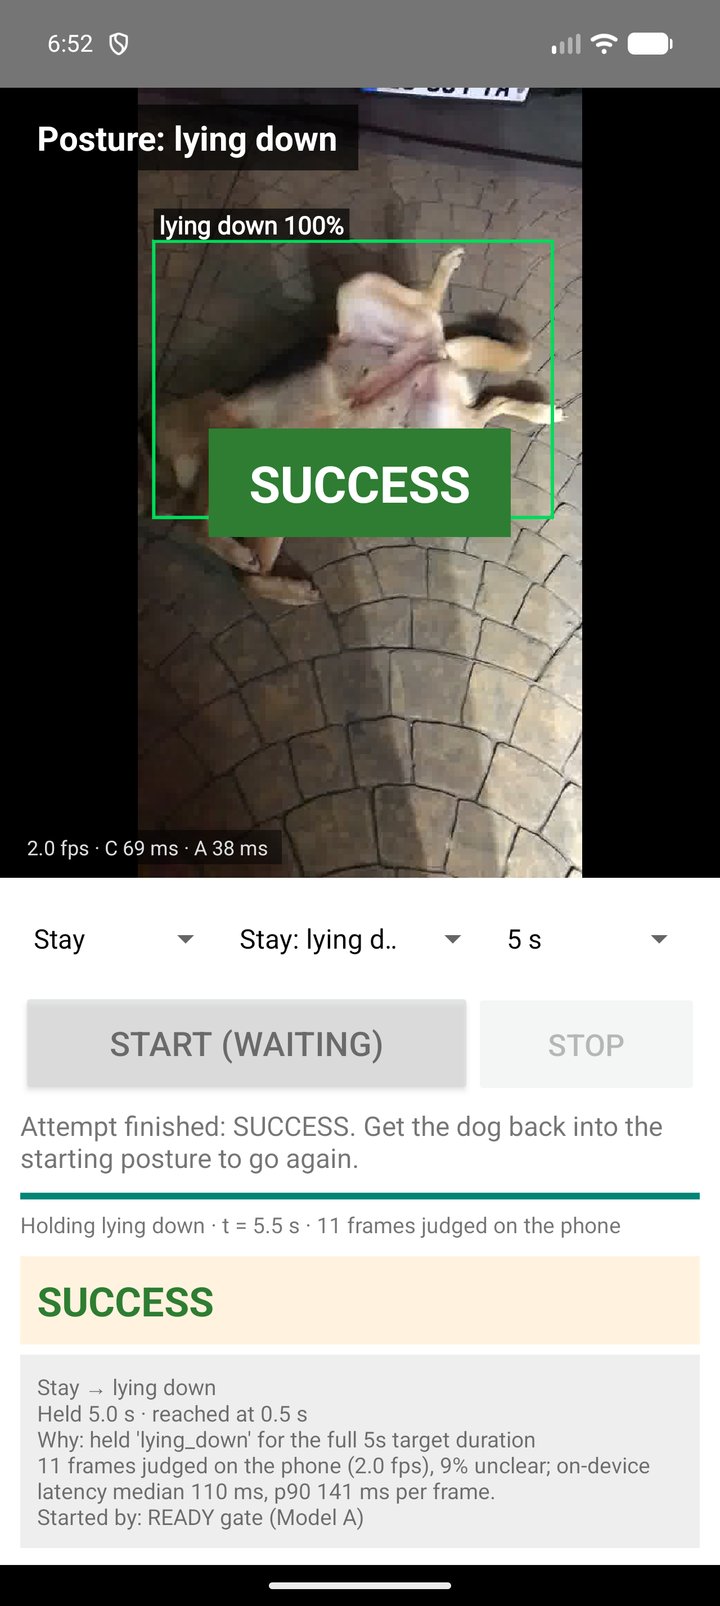 6:52
Posture: lying down
lying down 100%
SUCCESS
2.0 fps · C 69 ms · A 38 ms
Stay
Stay: lying d..
5 s
START (WAITING)
STOP
Attempt finished: SUCCESS. Get the dog back into the
starting posture to go again.
Holding lying down · t = 5.5 s · 11 frames judged on the phone
SUCCESS
Stay → lying down
Held 5.0 s · reached at 0.5 s
Why: held 'lying_down' for the full 5s target duration
11 frames judged on the phone (2.0 fps), 9% unclear; on-device
latency median 110 ms, p90 141 ms per frame.
Started by: READY gate (Model A)